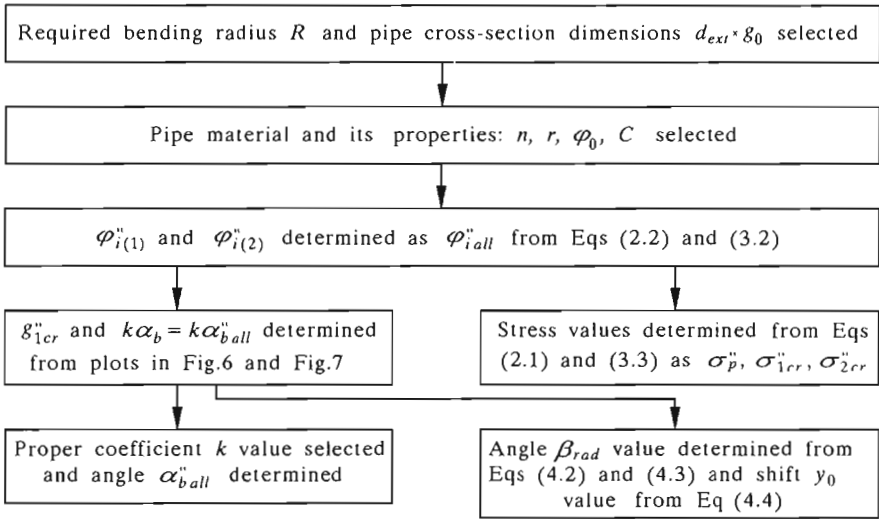 Required bending radius R and pipe cross-section dimensions d_ext × g_0 selected
Pipe material and its properties: n, r, φ_0, C selected
φ''_i(1) and φ''_i(2) determined as φ''_i all from Eqs (2.2) and (3.2)
g''_1cr and kα_b = kα''_b all determined
from plots in Fig.6 and Fig.7
Stress values determined from Eqs
(2.1) and (3.3) as σ''_p, σ''_1cr, σ''_2cr
Proper coefficient k value selected
and angle α''_b all determined
Angle β_rad value determined from
Eqs (4.2) and (4.3) and shift y_0
value from Eq (4.4)